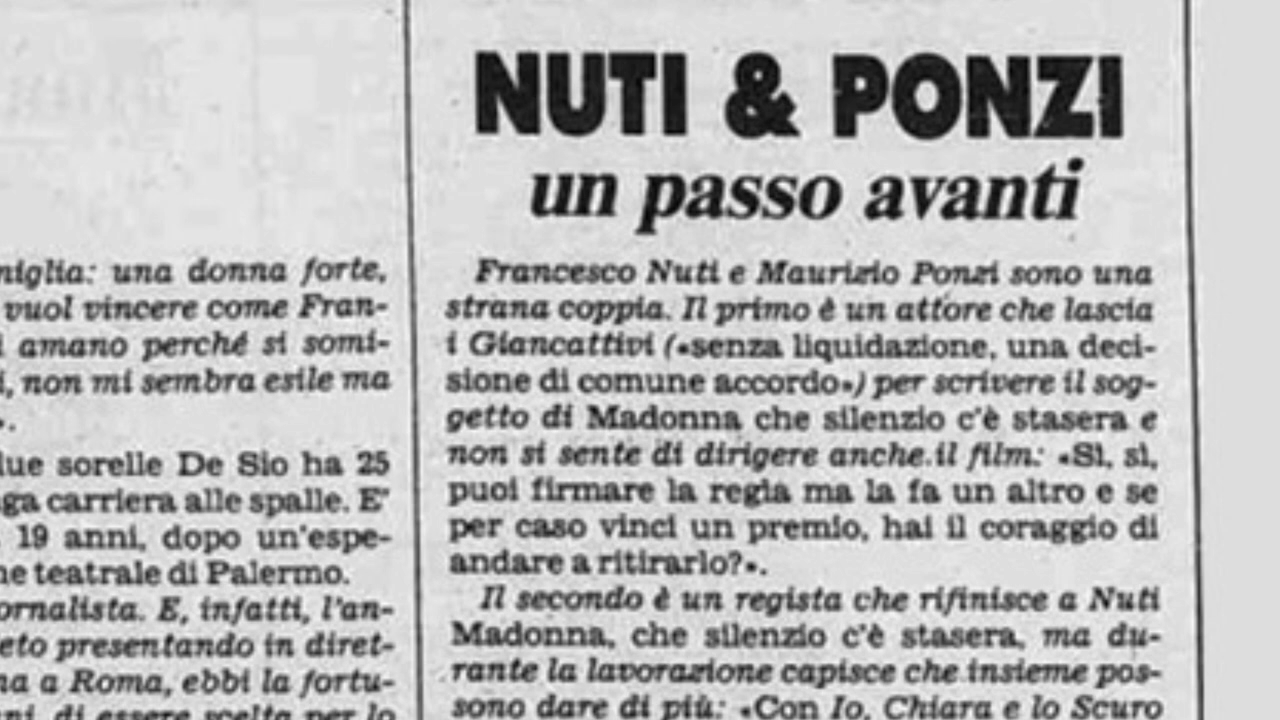 niglia: una donna forte,
vuol vincere come Fran-
i amano perché si somi-
i, non mi sembra esile ma
».
due sorelle De Sio ha 25
ga carriera alle spalle. E'
19 anni, dopo un'espe-
ne teatrale di Palermo.
ornalista. E, infatti, l'an-
eto presentando in diret-
na a Roma, ebbi la fortu-
ni, di essere scelta per lo
NUTI & PONZI
un passo avanti
Francesco Nuti e Maurizio Ponzi sono una
strana coppia. Il primo è un attore che lascia
i Giancattivi («senza liquidazione, una deci-
sione di comune accordo») per scrivere il sog-
getto di Madonna che silenzio c'è stasera e
non si sente di dirigere anche il film: «Sì, sì,
puoi firmare la regia ma la fa un altro e se
per caso vinci un premio, hai il coraggio di
andare a ritirarlo?».
Il secondo è un regista che rifinisce a Nuti
Madonna, che silenzio c'è stasera, ma du-
rante la lavorazione capisce che insieme pos-
sono dare di più: «Con Io, Chiara e lo Scuro